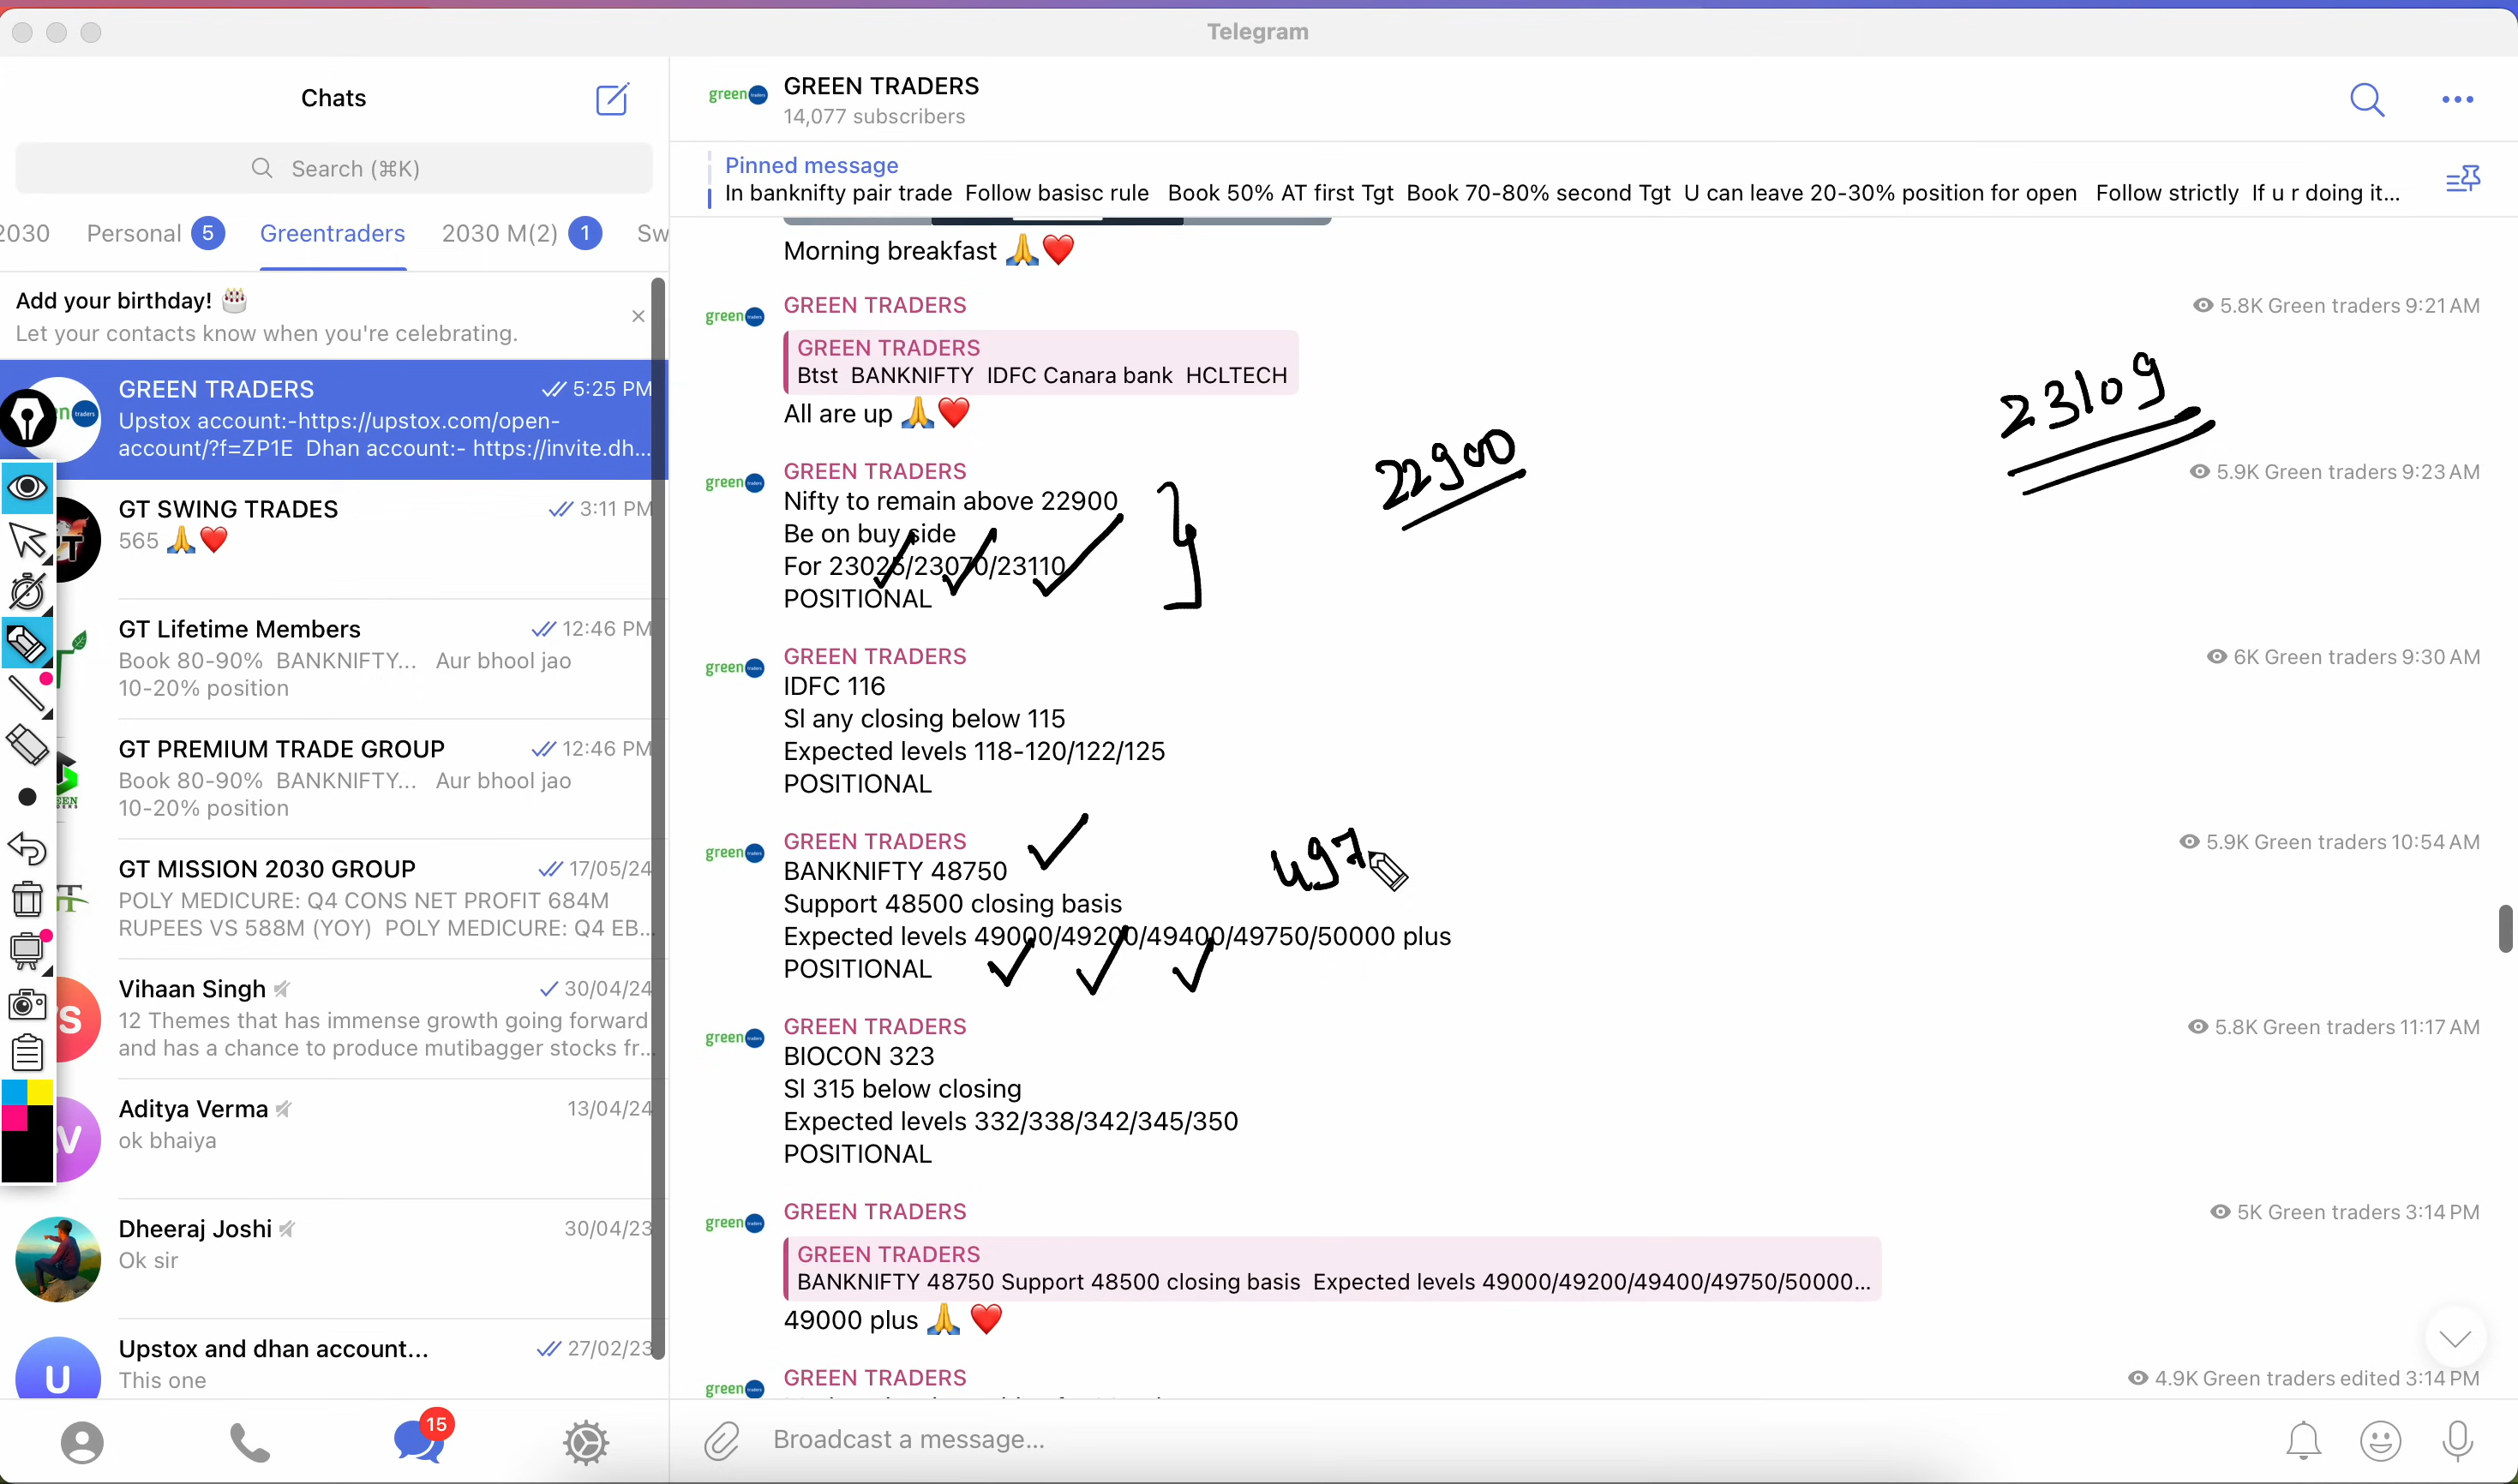 Telegram
Chats
Search (⌘K)
2030 Personal 5 Greentraders 2030 M(2) 1 Sw
Add your birthday! 🎂
Let your contacts know when you're celebrating.
GREEN TRADERS 5:25 PM
Upstox account:-https://upstox.com/open-
account/?f=ZP1E Dhan account:- https://invite.dh...
GT SWING TRADES 3:11 PM
565 🙏❤️
GT Lifetime Members 12:46 PM
Book 80-90% BANKNIFTY... Aur bhool jao
10-20% position
GT PREMIUM TRADE GROUP 12:46 PM
Book 80-90% BANKNIFTY... Aur bhool jao
10-20% position
GT MISSION 2030 GROUP 17/05/24
POLY MEDICURE: Q4 CONS NET PROFIT 684M
RUPEES VS 588M (YOY) POLY MEDICURE: Q4 EB...
Vihaan Singh 30/04/24
12 Themes that has immense growth going forward
and has a chance to produce mutibagger stocks fr...
Aditya Verma 13/04/24
ok bhaiya
Dheeraj Joshi 30/04/23
Ok sir
Upstox and dhan account... 27/02/23
U
This one
15
GREEN TRADERS
14,077 subscribers
Pinned message
In banknifty pair trade Follow basisc rule Book 50% AT first Tgt Book 70-80% second Tgt U can leave 20-30% position for open Follow strictly If u r doing it...
Morning breakfast 🙏❤️
GREEN TRADERS 5.8K Green traders 9:21 AM
GREEN TRADERS
Btst BANKNIFTY IDFC Canara bank HCLTECH
All are up 🙏❤️
23109
22900
GREEN TRADERS 5.9K Green traders 9:23 AM
Nifty to remain above 22900
Be on buy side
For 23025/23070/23110
POSITIONAL
GREEN TRADERS 6K Green traders 9:30 AM
IDFC 116
Sl any closing below 115
Expected levels 118-120/122/125
POSITIONAL
GREEN TRADERS 5.9K Green traders 10:54 AM
BANKNIFTY 48750
497
Support 48500 closing basis
Expected levels 49000/49200/49400/49750/50000 plus
POSITIONAL
GREEN TRADERS 5.8K Green traders 11:17 AM
BIOCON 323
Sl 315 below closing
Expected levels 332/338/342/345/350
POSITIONAL
GREEN TRADERS 5K Green traders 3:14 PM
GREEN TRADERS
BANKNIFTY 48750 Support 48500 closing basis Expected levels 49000/49200/49400/49750/50000...
49000 plus 🙏 ❤️
GREEN TRADERS 4.9K Green traders edited 3:14 PM
Broadcast a message...